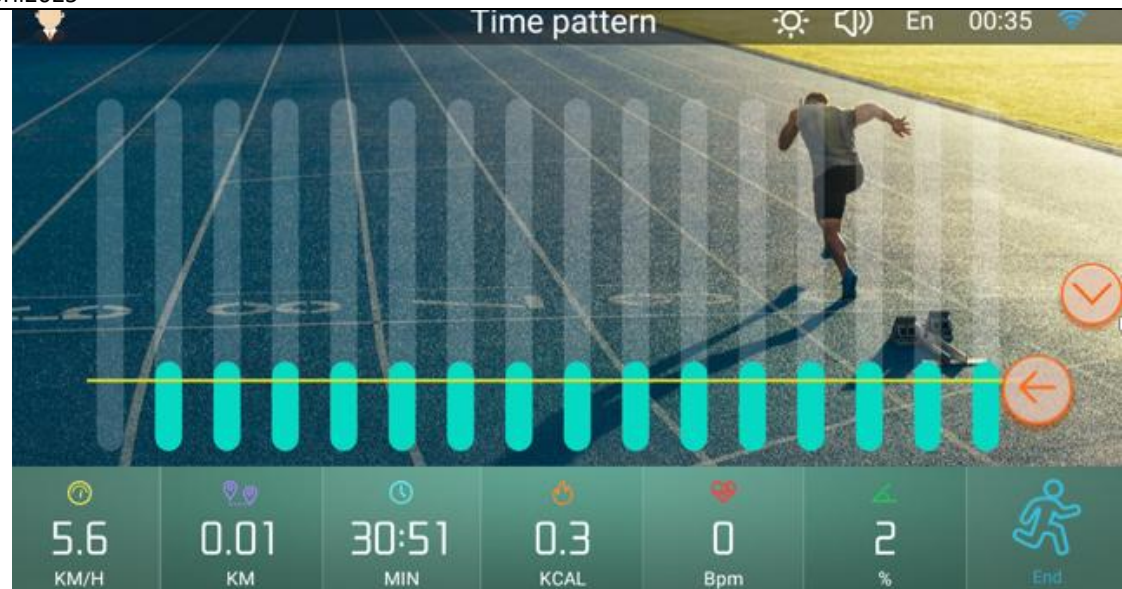 Time pattern En 00:35
5.6 0.01 30:51 0.3 0 2
KM/H KM MIN KCAL Bpm % End